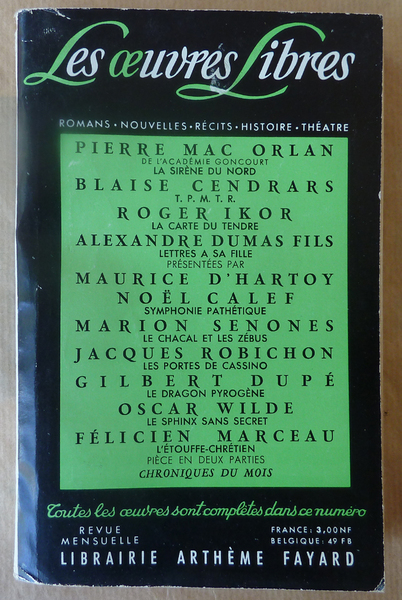 Les œuvres Libres
ROMANS • NOUVELLES • RÉCITS • HISTOIRE • THÉATRE
PIERRE MAC ORLAN
DE L'ACADÉMIE GONCOURT
LA SIRÈNE DU NORD
BLAISE CENDRARS
T. P. M. T. R.
ROGER IKOR
LA CARTE DU TENDRE
ALEXANDRE DUMAS FILS
LETTRES A SA FILLE
PRÉSENTÉES PAR
MAURICE D'HARTOY
NOËL CALEF
SYMPHONIE PATHÉTIQUE
MARION SENONES
LE CHACAL ET LES ZÉBUS
JACQUES ROBICHON
LES PORTES DE CASSINO
GILBERT DUPÉ
LE DRAGON PYROGÈNE
OSCAR WILDE
LE SPHINX SANS SECRET
FÉLICIEN MARCEAU
L'ÉTOUFFE-CHRÉTIEN
PIÈCE EN DEUX PARTIES
CHRONIQUES DU MOIS
Toutes les œuvres sont complètes dans ce numéro
REVUE MENSUELLE
FRANCE : 3,00 NF
BELGIQUE : 49 FB
LIBRAIRIE ARTHÈME FAYARD